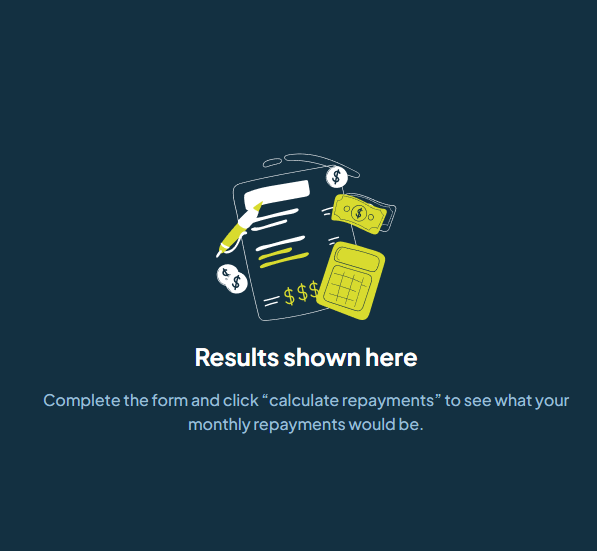 $
$
$
$
$
$$$
Results shown here
Complete the form and click “calculate repayments” to see what your
monthly repayments would be.